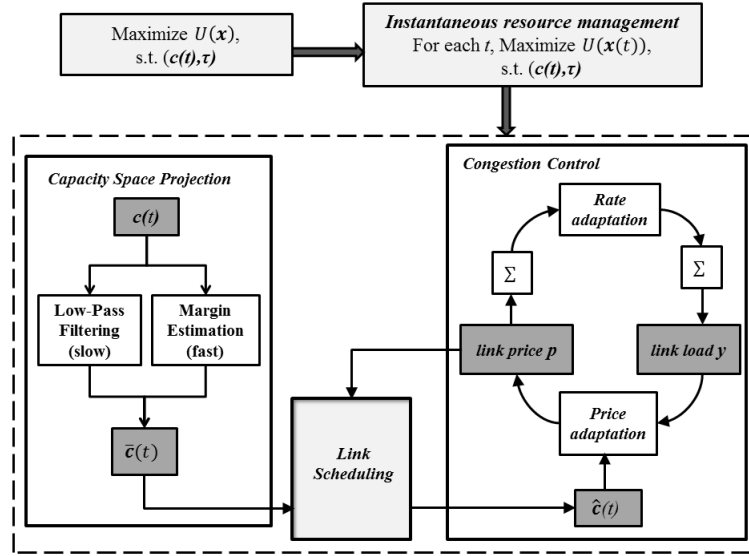 Maximize U(x),
s.t. (c(t),τ)
Instantaneous resource management
For each t, Maximize U(x(t)),
s.t. (c(t),τ)
Capacity Space Projection
c(t)
Low-Pass
Filtering
(slow)
Margin
Estimation
(fast)
c̄(t)
Link
Scheduling
Congestion Control
Rate
adaptation
Σ
Σ
link price p
link load y
Price
adaptation
ĉ(t)